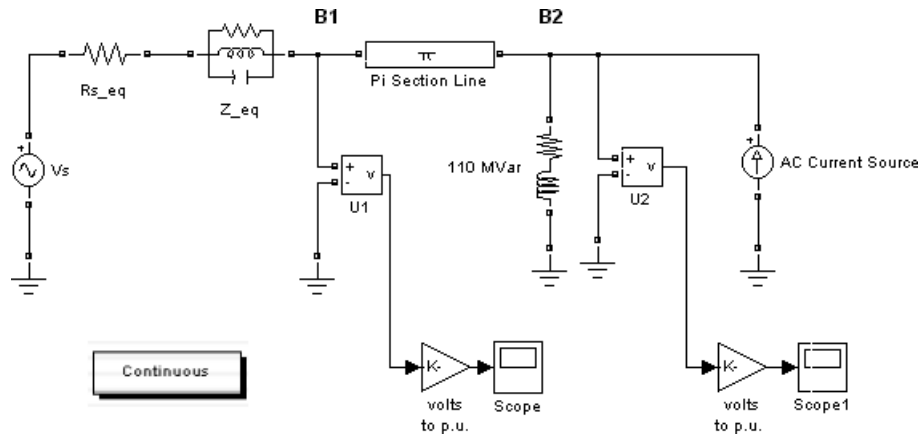 B1
B2
π
Rs_eq
Z_eq
Pi Section Line
+
Vs
110 MVar
+
-
v
U1
+
-
v
U2
+
AC Current Source
Continuous
K-
Scope
volts
to p.u.
K-
Scope1
volts
to p.u.